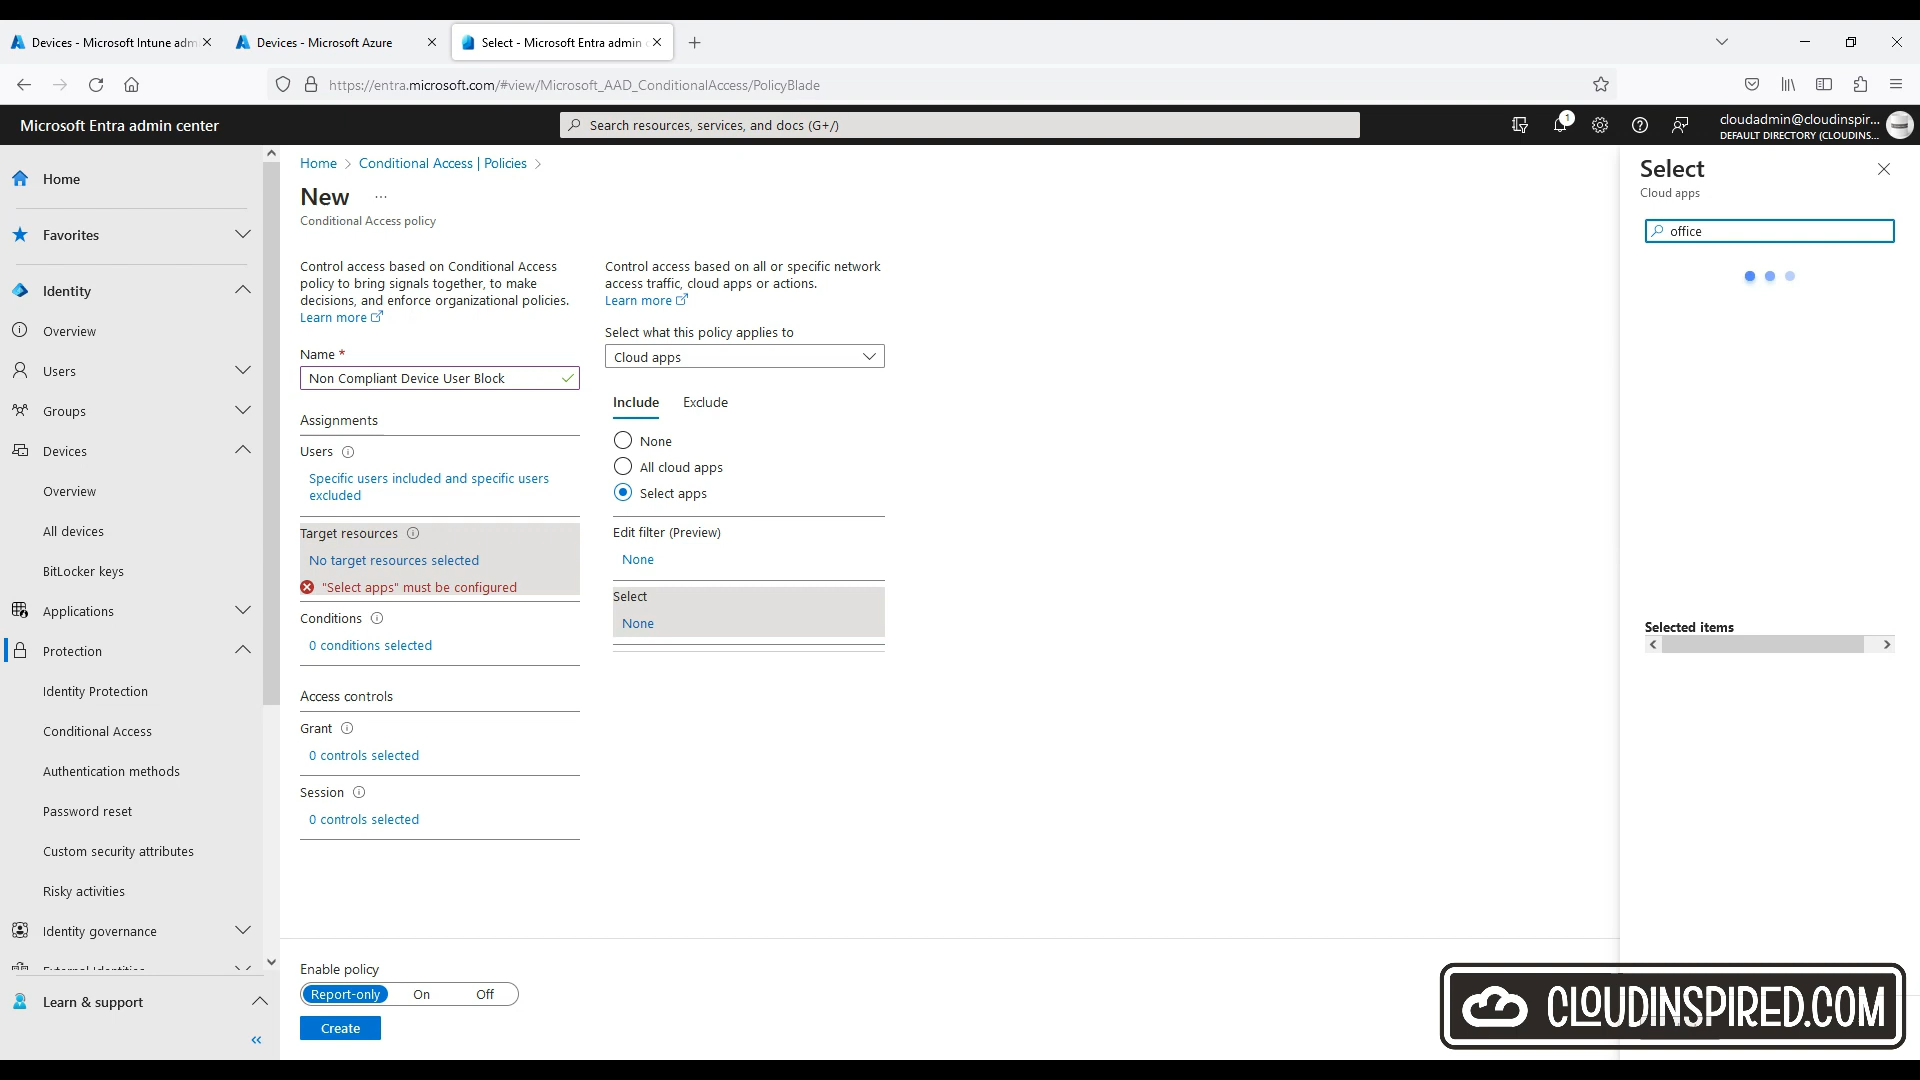 Devices - Microsoft Intune adm
Devices - Microsoft Azure
Select - Microsoft Entra admin
https://entra.microsoft.com/#view/Microsoft_AAD_ConditionalAccess/PolicyBlade
Microsoft Entra admin center
Search resources, services, and docs (G+/)
1
cloudadmin@cloudinspir...
DEFAULT DIRECTORY (CLOUDINS...
Home
Favorites
Identity
Overview
Users
Groups
Devices
Overview
All devices
BitLocker keys
Applications
Protection
Identity Protection
Conditional Access
Authentication methods
Password reset
Custom security attributes
Risky activities
Identity governance
External Identities
Learn & support
Home
Conditional Access | Policies
New
...
Conditional Access policy
Control access based on Conditional Access
policy to bring signals together, to make
decisions, and enforce organizational policies.
Learn more
Name *
Non Compliant Device User Block
Assignments
Users
Specific users included and specific users
excluded
Target resources
No target resources selected
"Select apps" must be configured
Conditions
0 conditions selected
Access controls
Grant
0 controls selected
Session
0 controls selected
Enable policy
Report-only
On
Off
Create
Control access based on all or specific network
access traffic, cloud apps or actions.
Learn more
Select what this policy applies to
Cloud apps
Include
Exclude
None
All cloud apps
Select apps
Edit filter (Preview)
None
Select
None
Select
Cloud apps
office
Selected items
CLOUDINSPIRED.COM